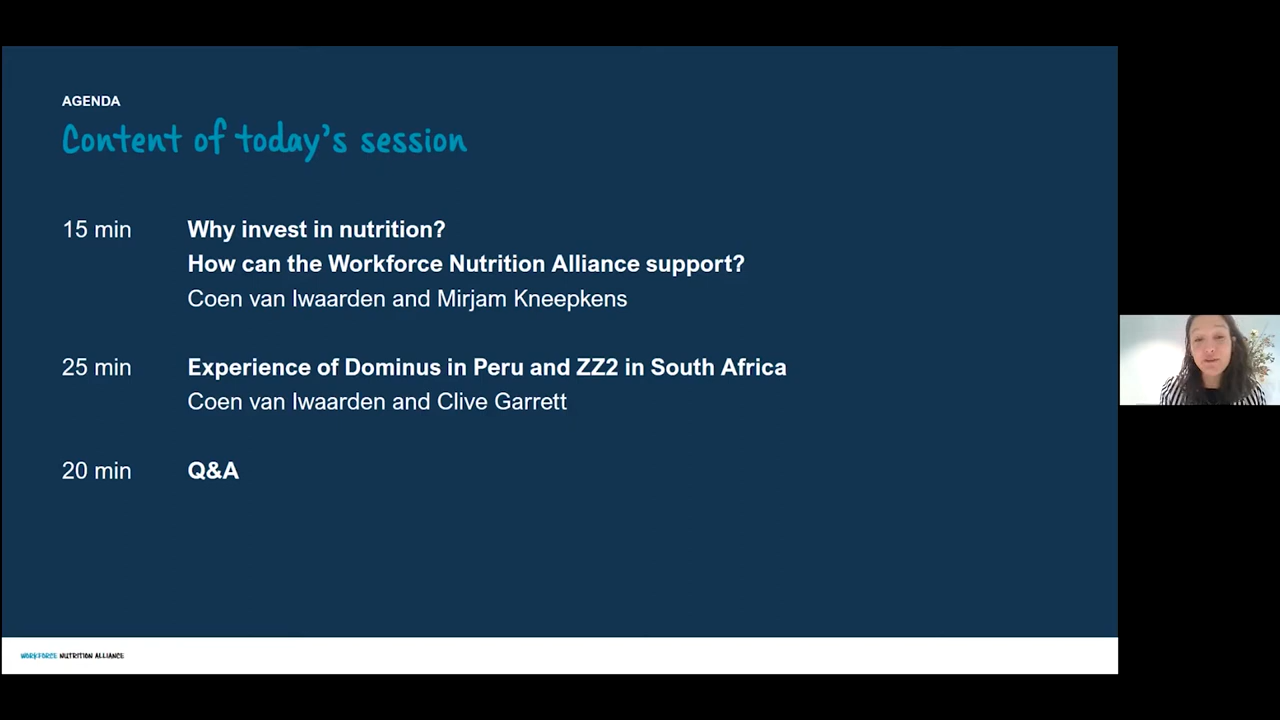 AGENDA
Content of today's session
15 min
Why invest in nutrition?
How can the Workforce Nutrition Alliance support?
Coen van Iwaarden and Mirjam Kneepkens
25 min
Experience of Dominus in Peru and ZZ2 in South Africa
Coen van Iwaarden and Clive Garrett
20 min
Q&A
WORKFORCE NUTRITION ALLIANCE